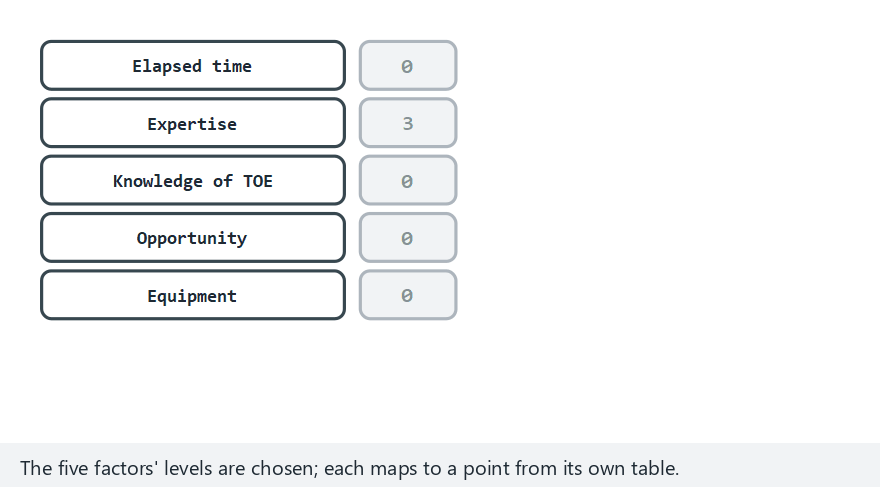 Elapsed time 0
Expertise 3
Knowledge of TOE 0
Opportunity 0
Equipment 0
The five factors' levels are chosen; each maps to a point from its own table.